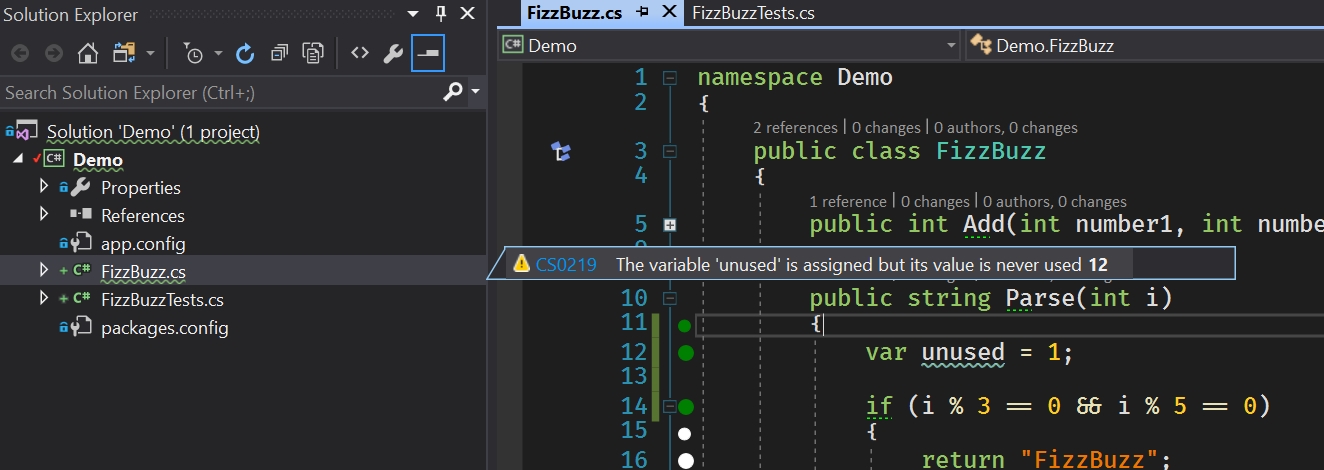 Solution Explorer
Search Solution Explorer (Ctrl+;)
Solution 'Demo' (1 project)
C# Demo
Properties
References
app.config
+ C# FizzBuzz.cs
+ C# FizzBuzzTests.cs
packages.config
FizzBuzz.cs FizzBuzzTests.cs
C# Demo Demo.FizzBuzz
1 namespace Demo
2 {
2 references | 0 changes | 0 authors, 0 changes
3 public class FizzBuzz
4 {
1 reference | 0 changes | 0 authors, 0 changes
5 public int Add(int number1, int numbe
CS0219 The variable 'unused' is assigned but its value is never used 12
10 public string Parse(int i)
11 {
12 var unused = 1;
13
14 if (i % 3 == 0 && i % 5 == 0)
15 {
16 return "FizzBuzz";